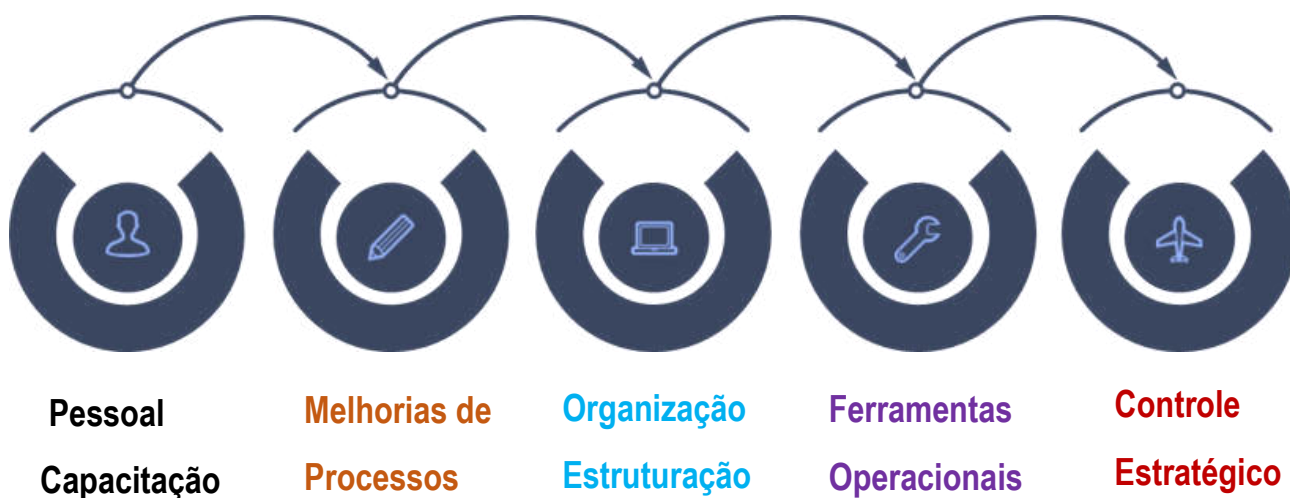 Pessoal
Capacitação
Melhorias de
Processos
Organização
Estruturação
Ferramentas
Operacionais
Controle
Estratégico